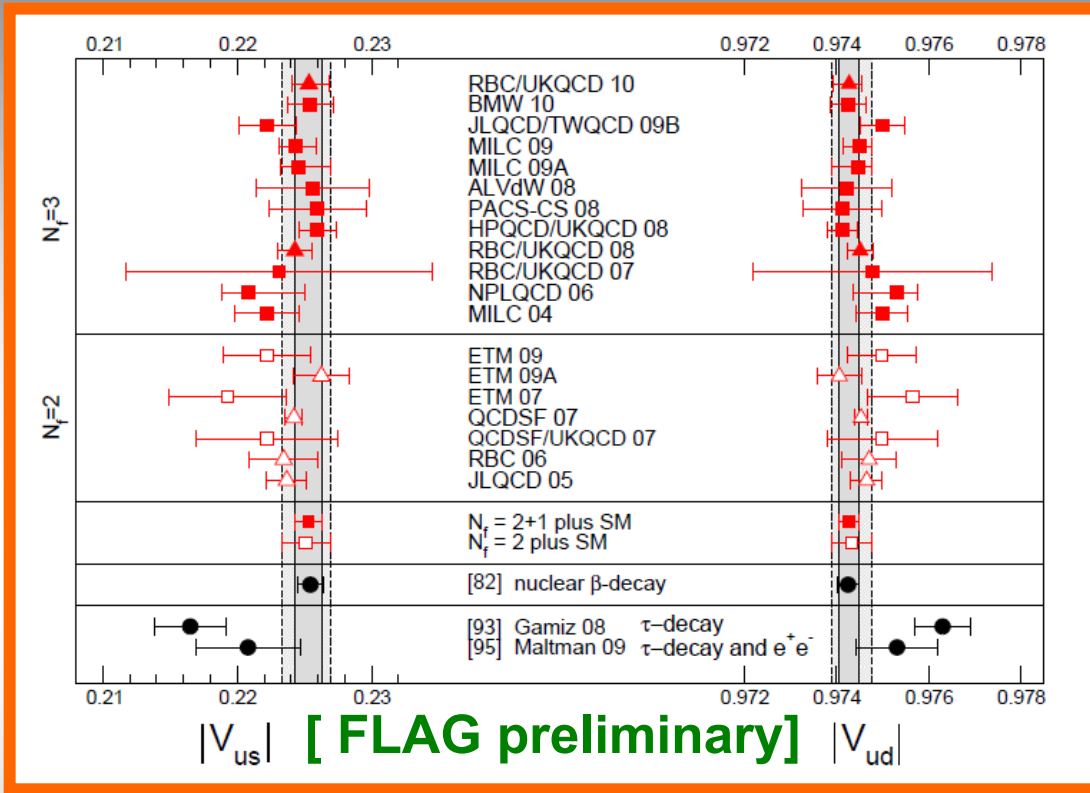 0.21 0.22 0.23 0.972 0.974 0.976 0.978
N_f=3
RBC/UKQCD 10
BMW 10
JLQCD/TWQCD 09B
MILC 09
MILC 09A
ALVdW 08
PACS-CS 08
HPQCD/UKQCD 08
RBC/UKQCD 08
RBC/UKQCD 07
NPLQCD 06
MILC 04
N_f=2
ETM 09
ETM 09A
ETM 07
QCDSF 07
QCDSF/UKQCD 07
RBC 06
JLQCD 05
N_f = 2+1 plus SM
N_f = 2 plus SM
[82] nuclear β-decay
[93] Gamiz 08 τ−decay
[95] Maltman 09 τ−decay and e⁺e⁻
0.21 0.22 0.23 0.972 0.974 0.976 0.978
|V_us| [ FLAG preliminary] |V_ud|